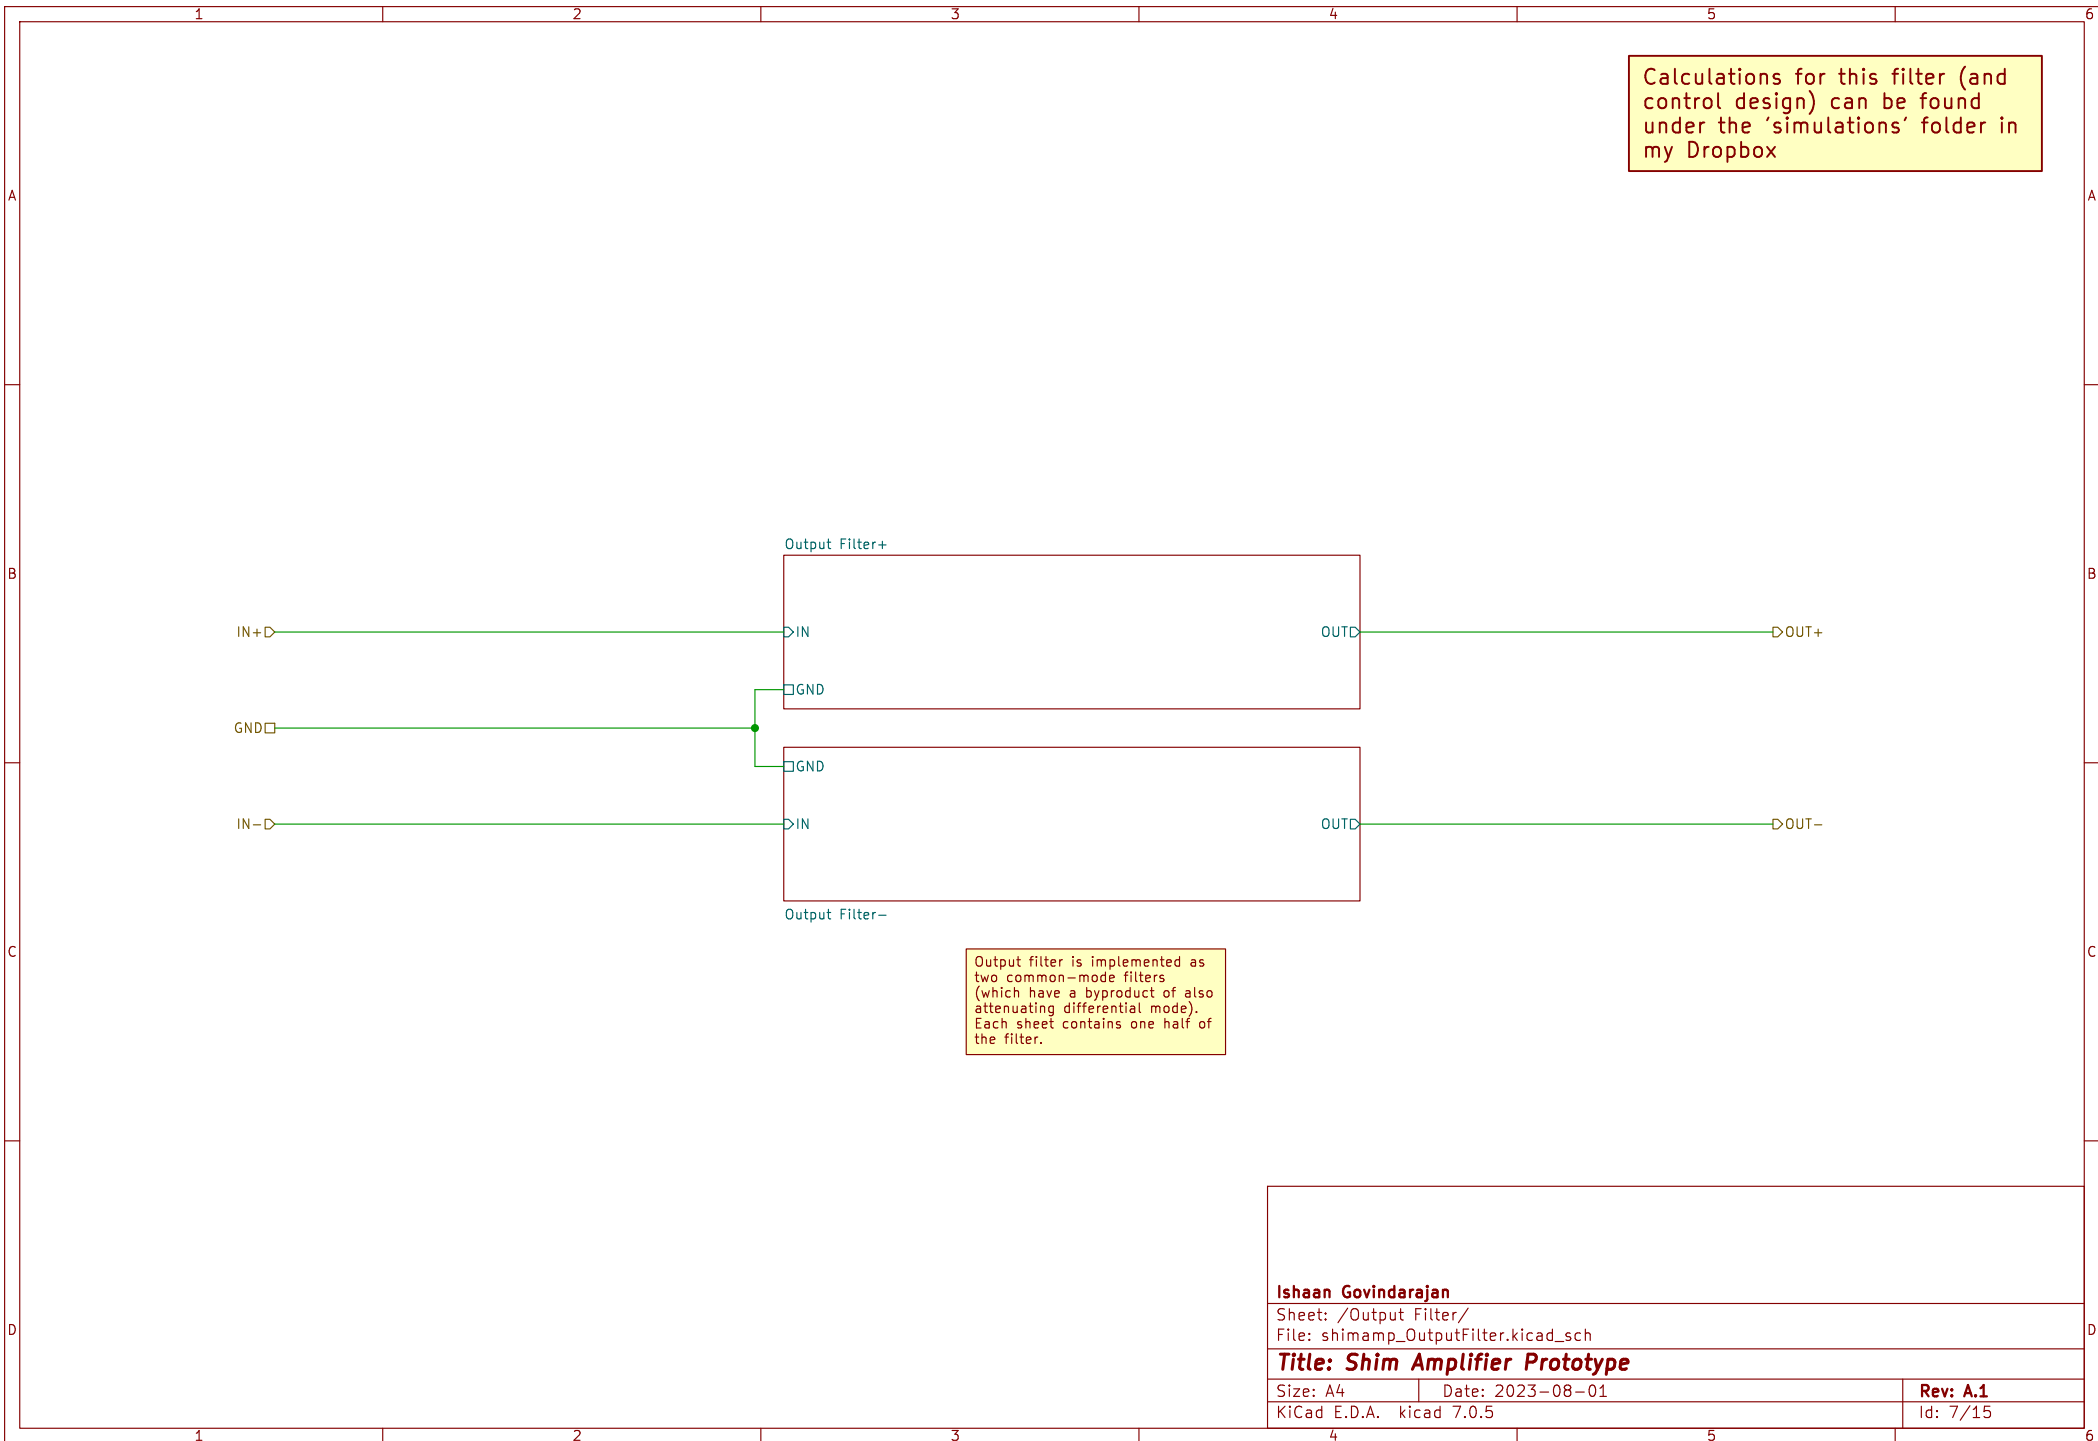 1 2 3 4 5 6
Calculations for this filter (and
control design) can be found
under the 'simulations' folder in
my Dropbox
A A
Output Filter+
B B
IN+ IN OUT OUT+
GND
GND
GND
IN- IN OUT OUT-
Output Filter-
C C
Output filter is implemented as
two common-mode filters
(which have a byproduct of also
attenuating differential mode).
Each sheet contains one half of
the filter.
Ishaan Govindarajan
Sheet: /Output Filter/
File: shimamp_OutputFilter.kicad_sch
D D
Title: Shim Amplifier Prototype
Size: A4 Date: 2023-08-01 Rev: A.1
KiCad E.D.A. kicad 7.0.5 Id: 7/15
1 2 3 4 5 6